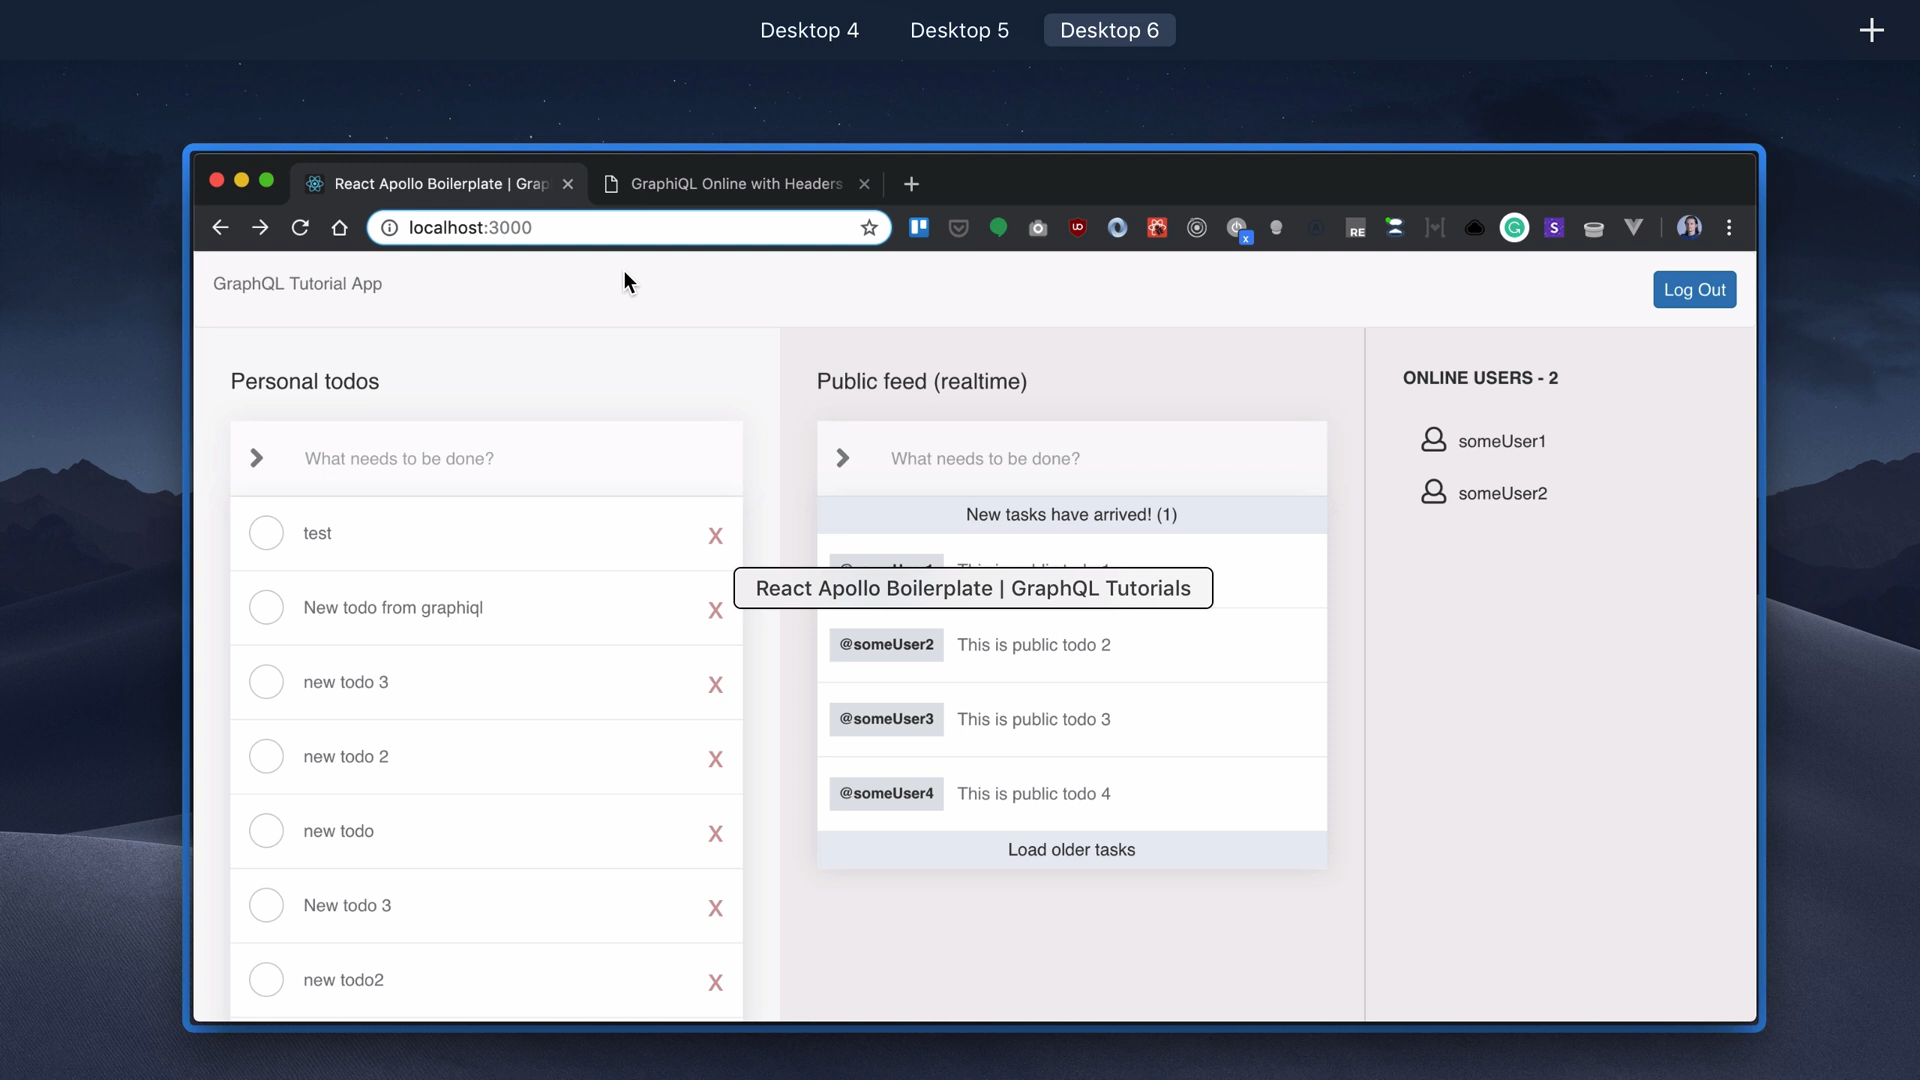 Desktop 4
Desktop 5
Desktop 6
React Apollo Boilerplate | Grap
GraphiQL Online with Headers
localhost:3000
UD
x
RE
G
S
GraphQL Tutorial App
Log Out
Personal todos
What needs to be done?
test
X
New todo from graphiql
X
new todo 3
X
new todo 2
X
new todo
X
New todo 3
X
new todo2
X
Public feed (realtime)
What needs to be done?
New tasks have arrived! (1)
React Apollo Boilerplate | GraphQL Tutorials
@someUser2 This is public todo 2
@someUser3 This is public todo 3
@someUser4 This is public todo 4
Load older tasks
ONLINE USERS - 2
someUser1
someUser2